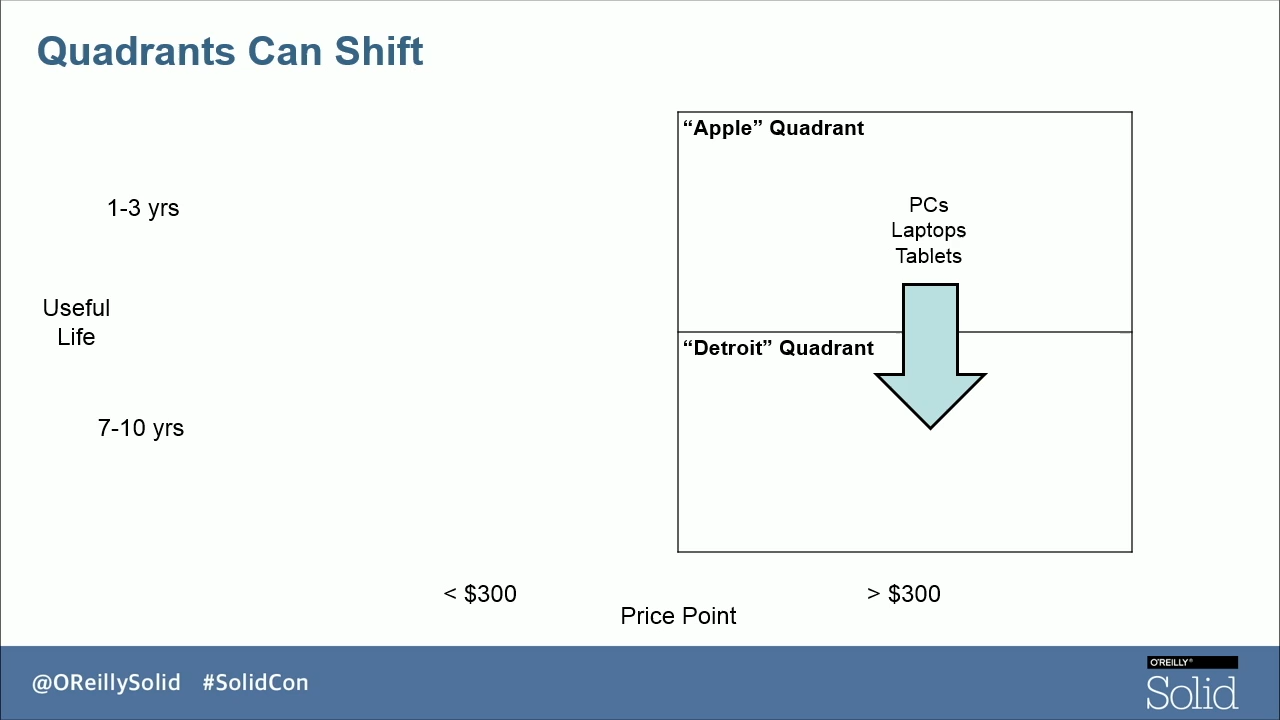 Quadrants Can Shift
“Apple” Quadrant
1-3 yrs
PCs
Laptops
Tablets
Useful
Life
“Detroit” Quadrant
7-10 yrs
< $300
> $300
Price Point
@OReillySolid #SolidCon
O'REILLY®
Solid